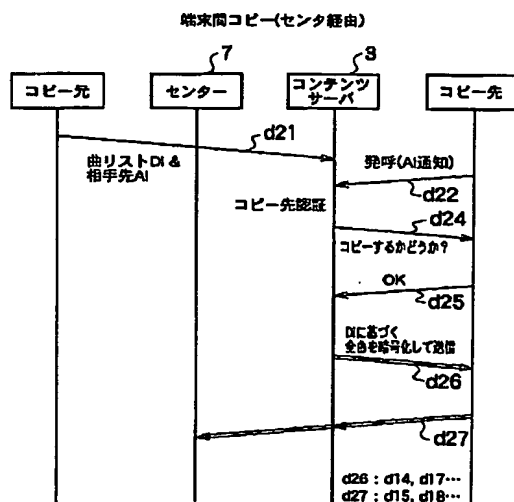 端末間コピー(センタ経由)
7
3
コピー元
センター
コンテンツ
サーバ
コピー先
d21
曲リストDI &
相手先AI
発呼(AI通知)
d22
コピー先認証
d24
コピーするかどうか?
OK
d25
DIに基づく
全曲を暗号化して送信
d26
d27
d26 : d14, d17…
d27 : d15, d18…